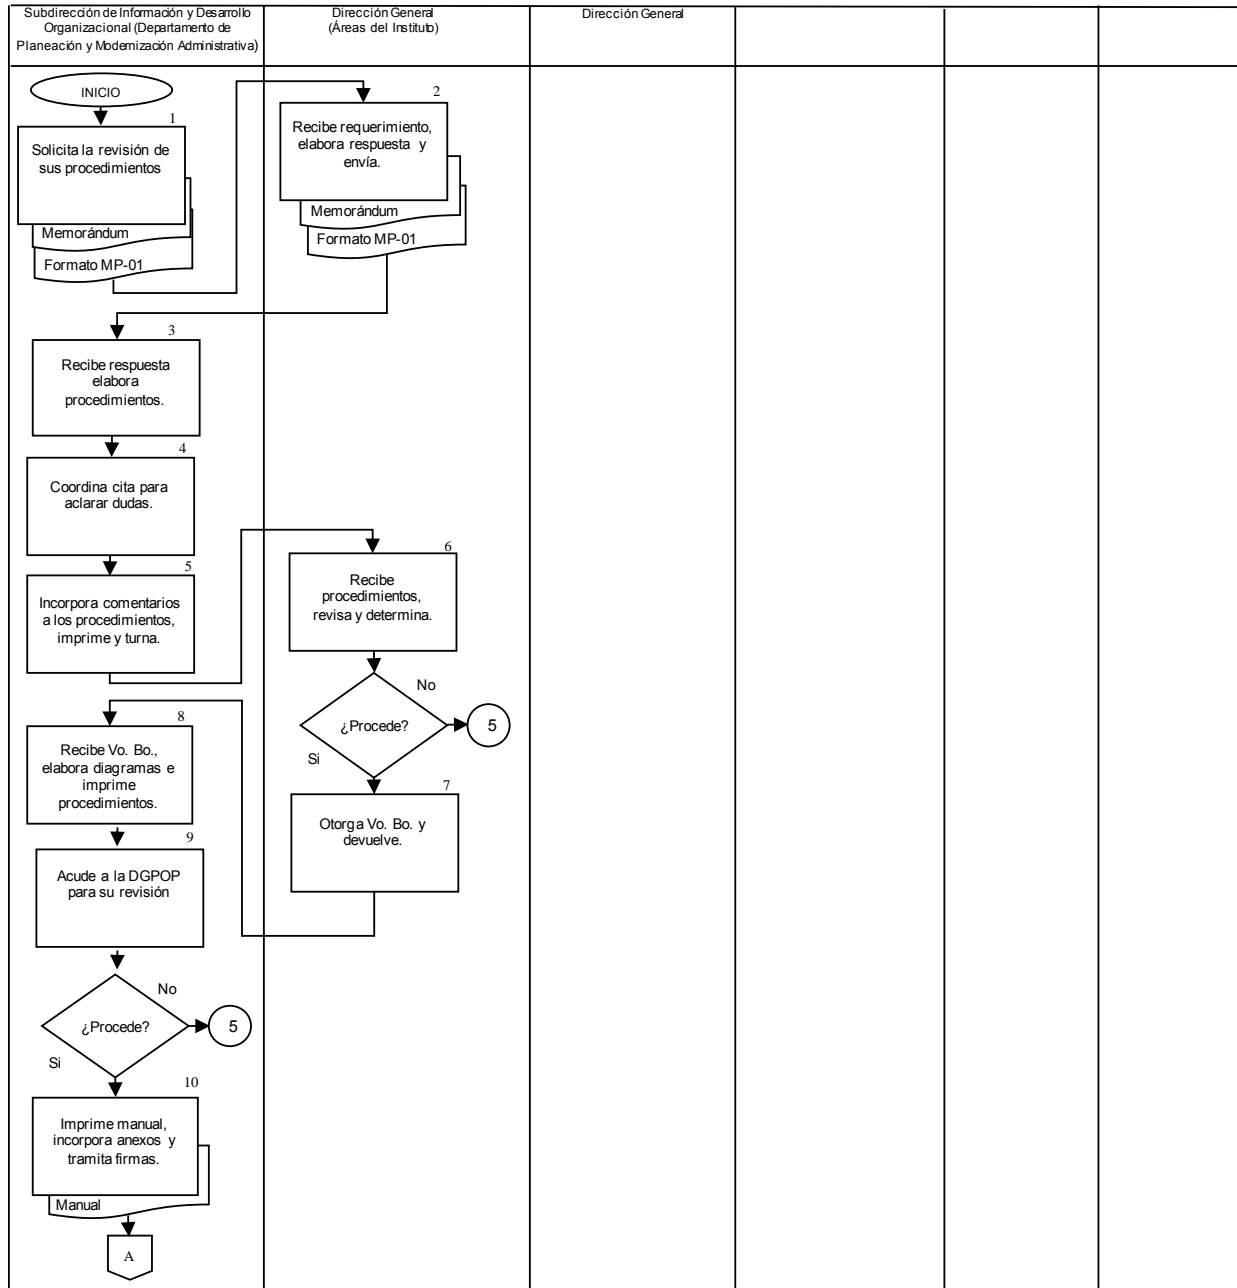 Subdirección de Información y Desarrollo
Organizacional (Departamento de
Planeación y Modernización Administrativa)
Dirección General
(Áreas del Instituto)
Dirección General
INICIO
1
Solicita la revisión de
sus procedimientos
Memorándum
Formato MP-01
2
Recibe requerimiento,
elabora respuesta y
envía.
Memorándum
Formato MP-01
3
Recibe respuesta
elabora
procedimientos.
4
Coordina cita para
aclarar dudas.
5
Incorpora comentarios
a los procedimientos,
imprime y turna.
6
Recibe
procedimientos,
revisa y determina.
No
¿Procede?
5
Si
7
Otorga Vo. Bo. y
devuelve.
8
Recibe Vo. Bo.,
elabora diagramas e
imprime
procedimientos.
9
Acude a la DGPOP
para su revisión
No
¿Procede?
5
Si
10
Imprime manual,
incorpora anexos y
tramita firmas.
Manual
A